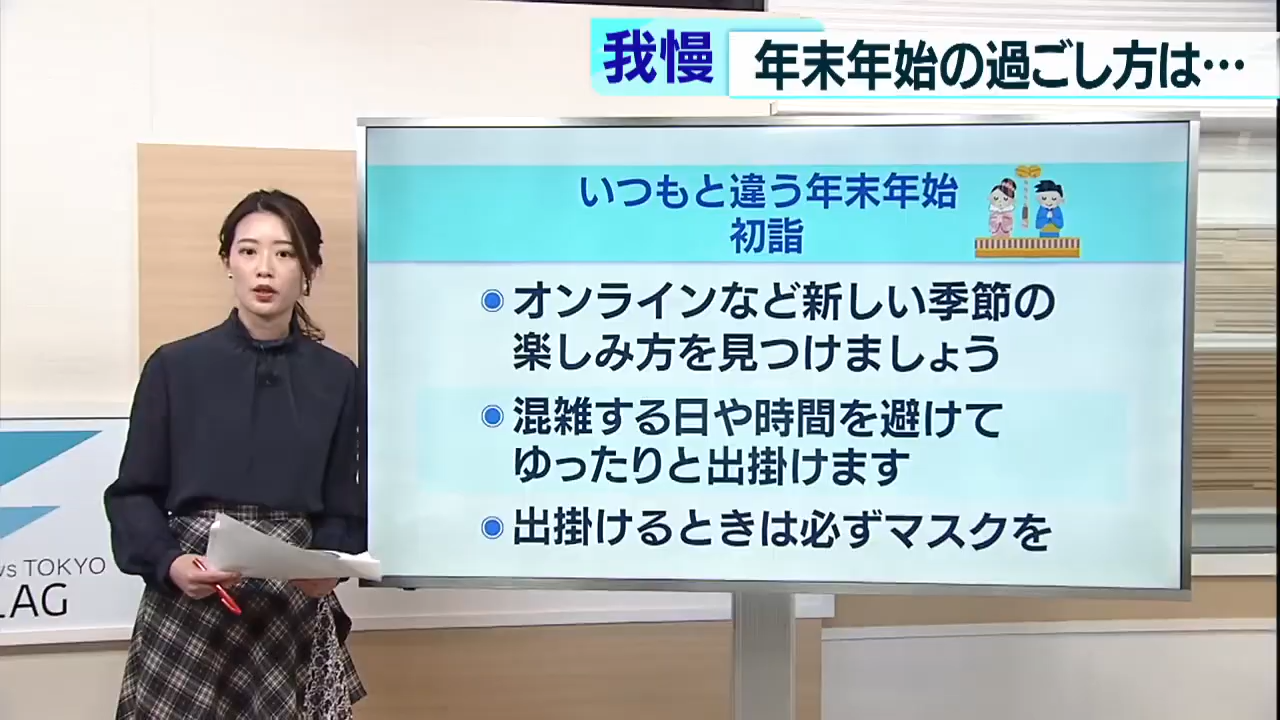 我慢
年末年始の過ごし方は…
いつもと違う年末年始
初詣
オンラインなど新しい季節の
楽しみ方を見つけましょう
混雑する日や時間を避けて
ゆったりと出掛けます
出掛けるときは必ずマスクを
WS TOKYO
LAG